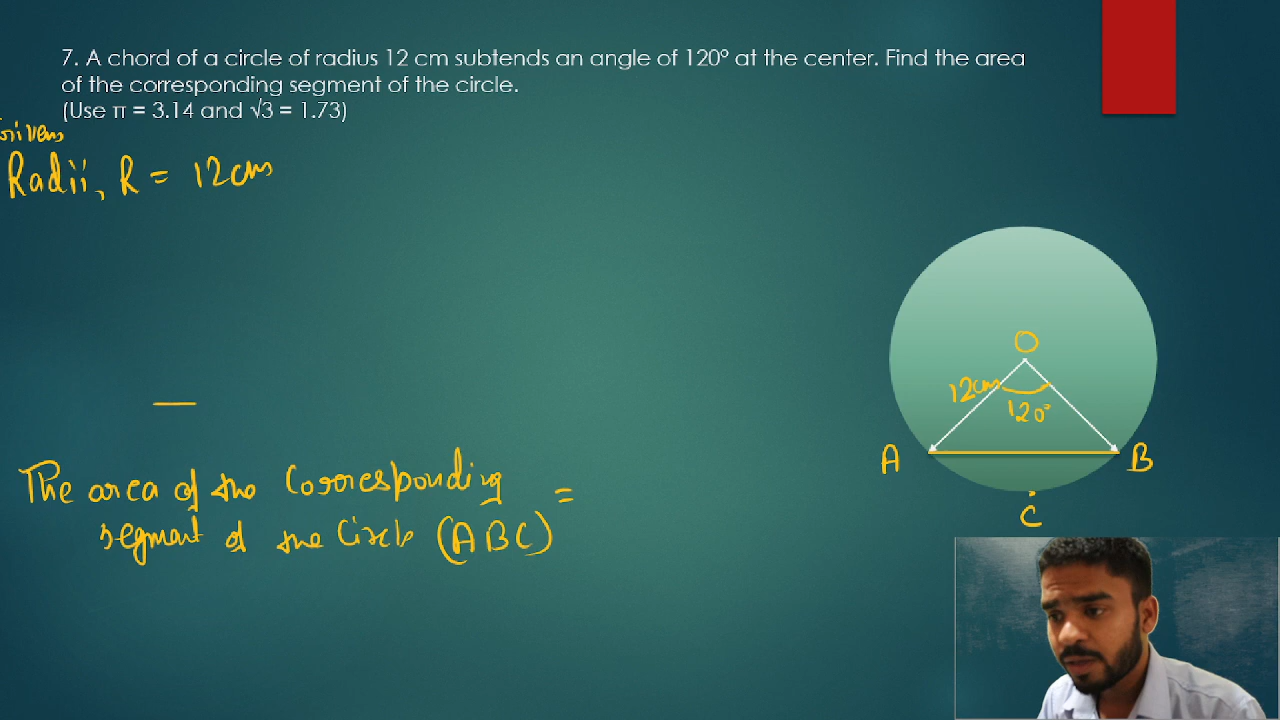 7. A chord of a circle of radius 12 cm subtends an angle of 120° at the center. Find the area
of the corresponding segment of the circle.
(Use π = 3.14 and √3 = 1.73)
Givens
Radii, R = 12cm
O
12cm
120°
A
B
C
The area of the Corresponding =
segment of the Circle (ABC)